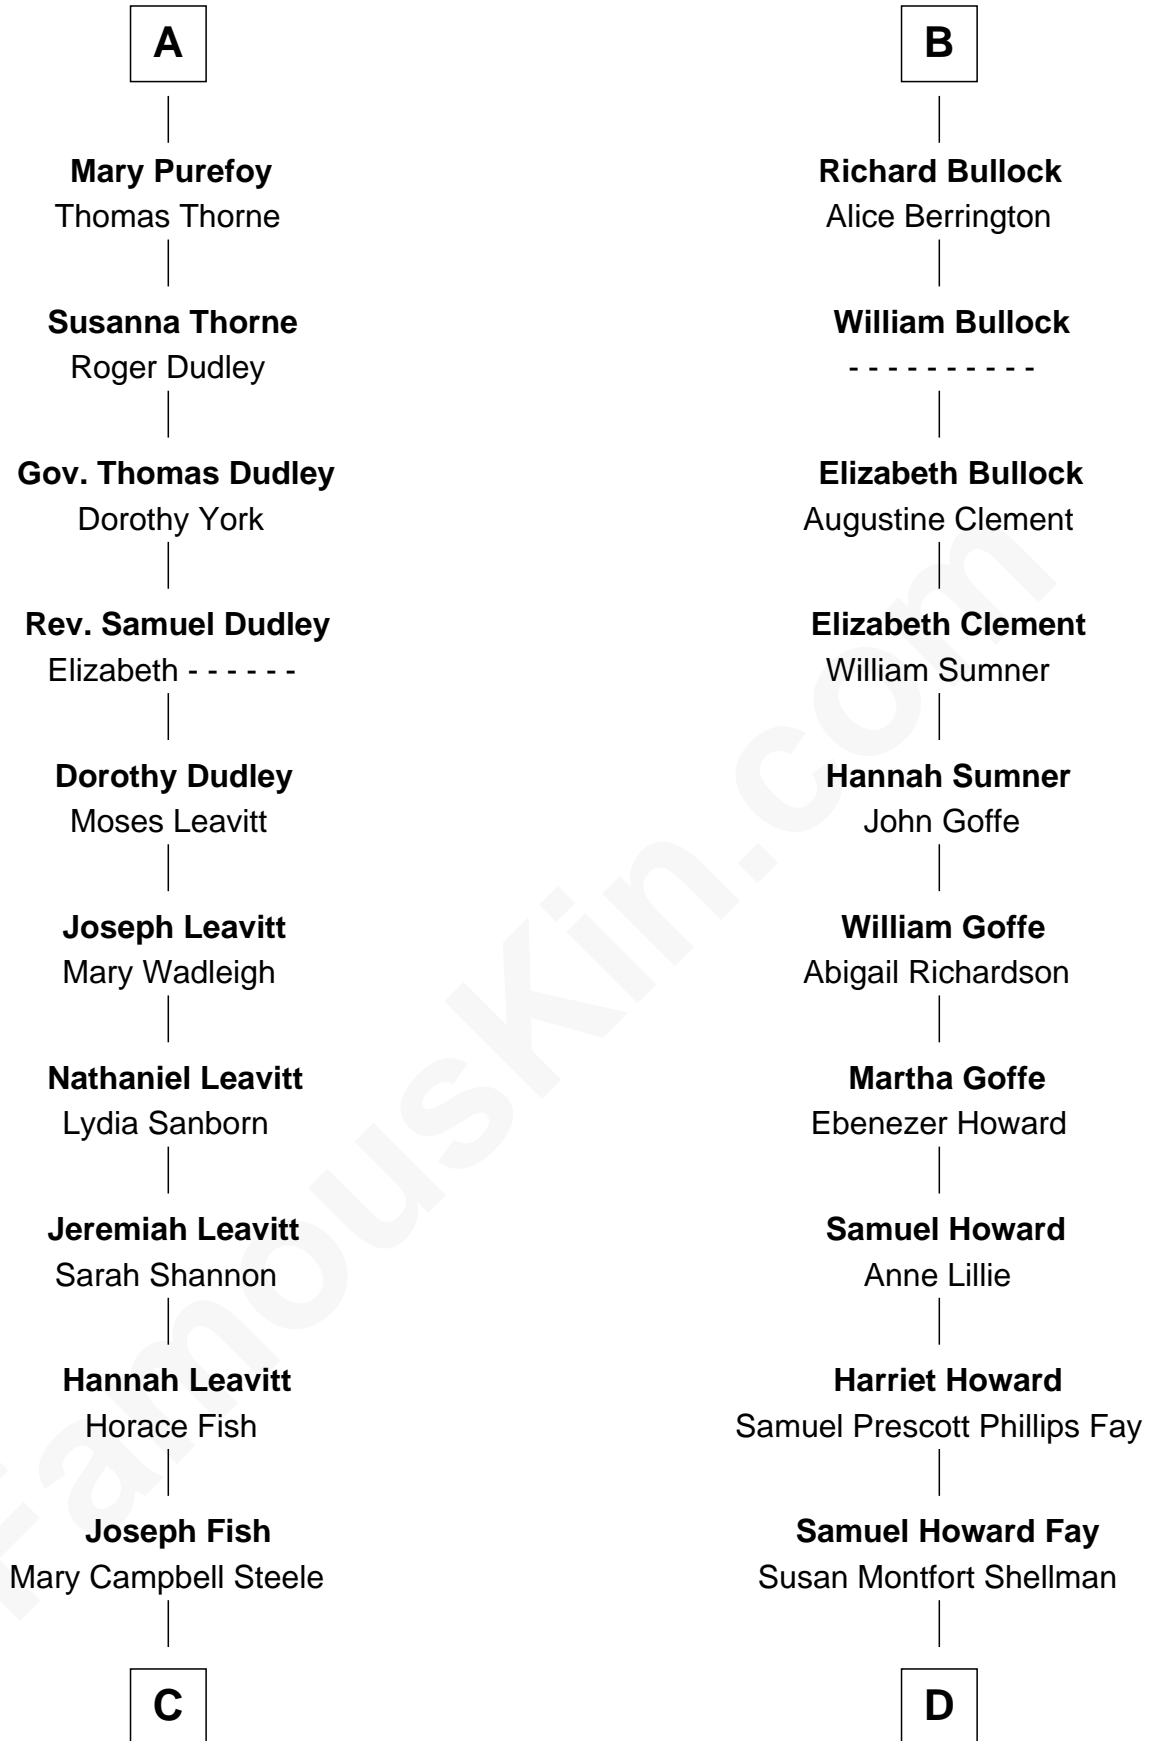 A
Mary Purefoy
Thomas Thorne
Susanna Thorne
Roger Dudley
Gov. Thomas Dudley
Dorothy York
Rev. Samuel Dudley
Elizabeth - - - - - -
Dorothy Dudley
Moses Leavitt
Joseph Leavitt
Mary Wadleigh
Nathaniel Leavitt
Lydia Sanborn
Jeremiah Leavitt
Sarah Shannon
Hannah Leavitt
Horace Fish
Joseph Fish
Mary Campbell Steele
C
B
Richard Bullock
Alice Berrington
William Bullock
- - - - - - - - - -
Elizabeth Bullock
Augustine Clement
Elizabeth Clement
William Sumner
Hannah Sumner
John Goffe
William Goffe
Abigail Richardson
Martha Goffe
Ebenezer Howard
Samuel Howard
Anne Lillie
Harriet Howard
Samuel Prescott Phillips Fay
Samuel Howard Fay
Susan Montfort Shellman
D
FamousKin.com